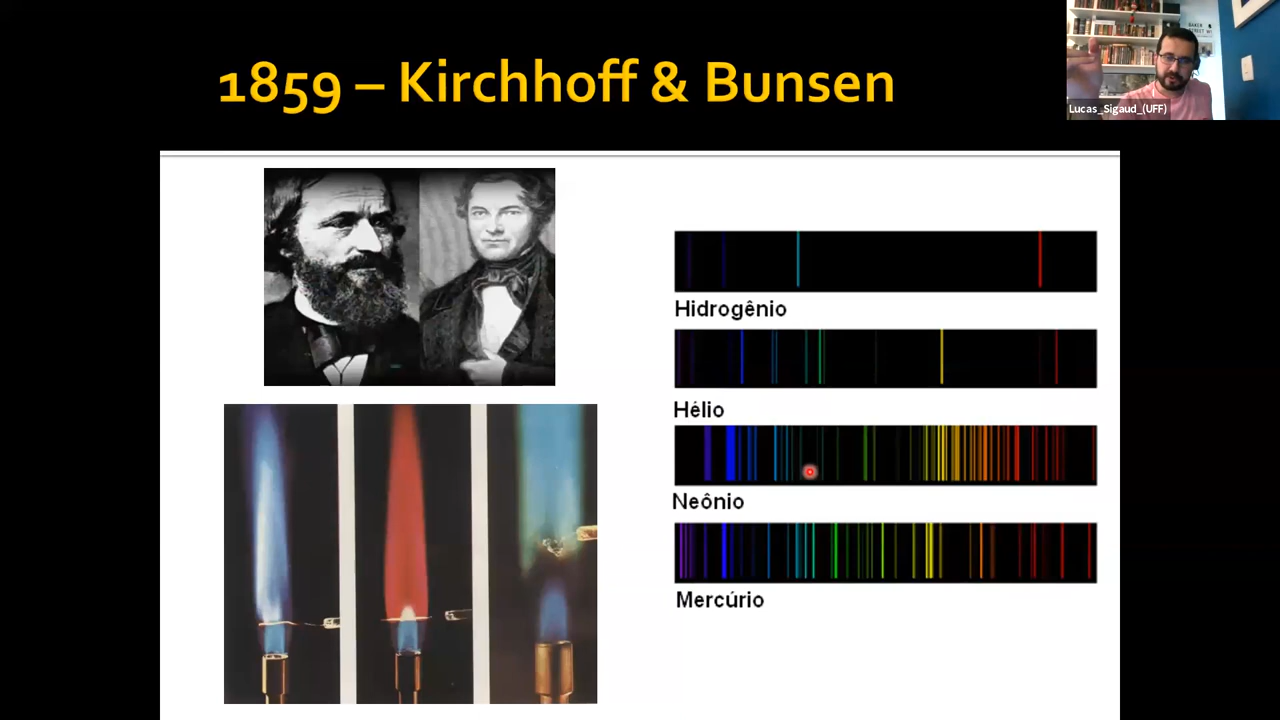 1859 – Kirchhoff & Bunsen
Lucas_Sigaud_(UFF)
Hidrogênio
Hélio
Neônio
Mercúrio